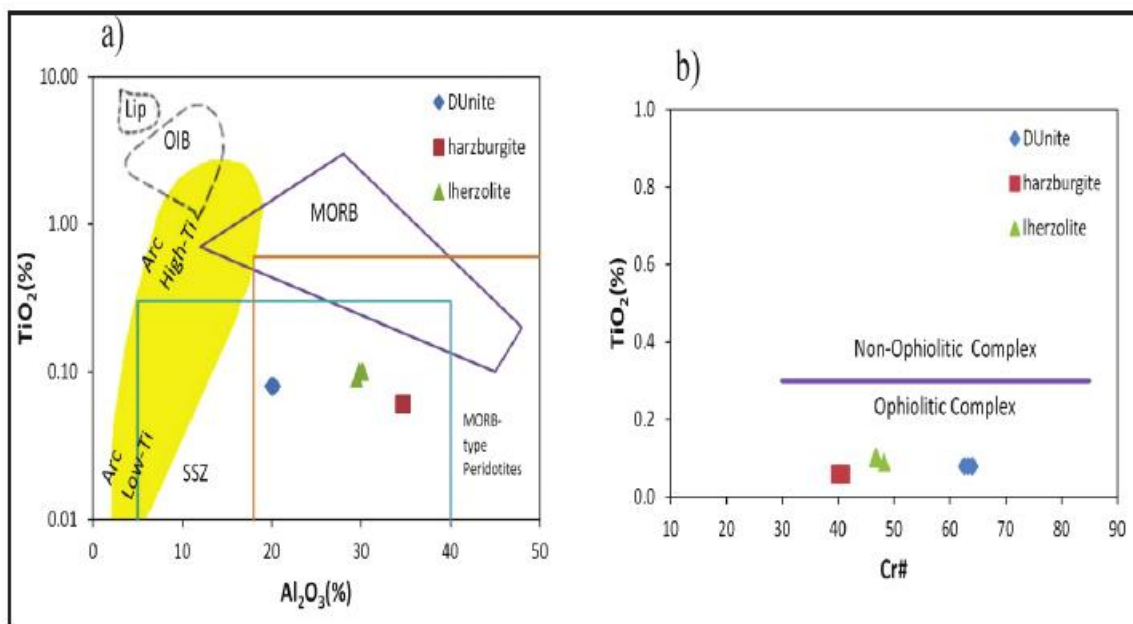 a)
10.00
1.00
0.10
0.01
TiO₂(%)
0
10
20
30
40
50
Al₂O₃(%)
Lip
OIB
Arc
High-Ti
Arc
Low-Ti
SSZ
MORB
MORB-
type
Peridotites
DUnite
harzburgite
lherzolite
b)
1.0
0.8
0.6
0.4
0.2
0.0
TiO₂(%)
10
20
30
40
50
60
70
80
90
Cr#
DUnite
harzburgite
lherzolite
Non-Ophiolitic Complex
Ophiolitic Complex